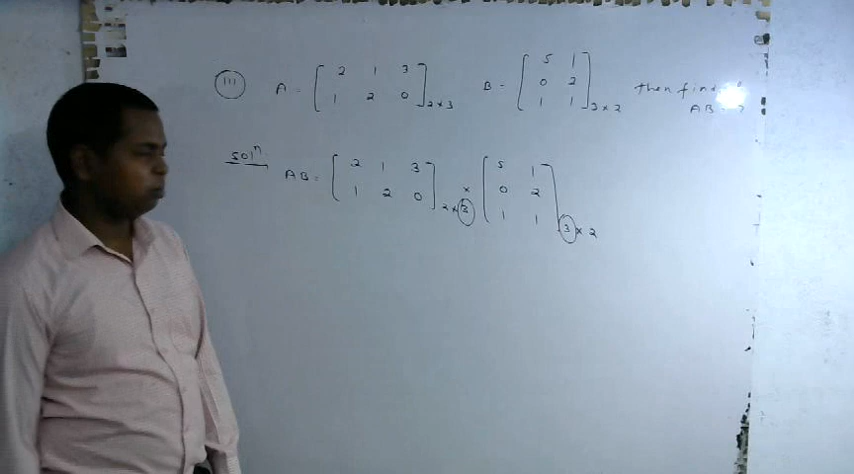 (iii) A = [ 2 1 3 B = [ 5 1 then find
1 2 0 ]2×3 0 2 AB = ?
1 1 ]3×2
Solⁿ
AB = [ 2 1 3 × [ 5 1
1 2 0 ]2×3 0 2
1 1 ]3×2